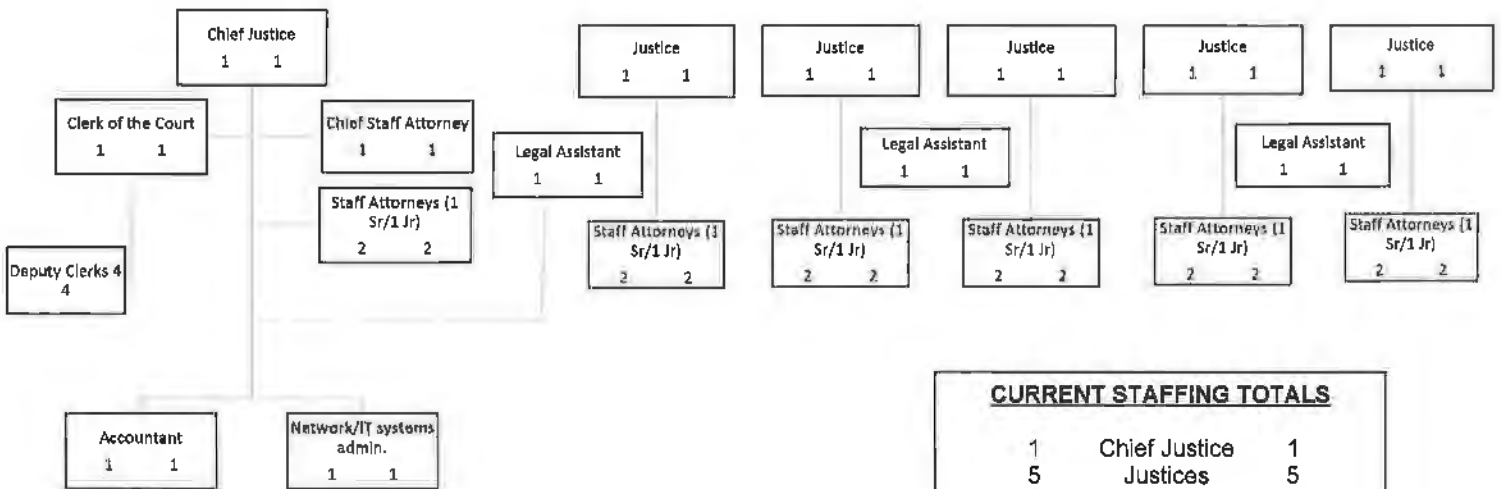 Chief Justice
1 1
Justice
1 1
Justice
1 1
Justice
1 1
Justice
1 1
Justice
1 1
Clerk of the Court
1 1
Chief Staff Attorney
1 1
Legal Assistant
1 1
Legal Assistant
1 1
Legal Assistant
1 1
Staff Attorneys (1
Sr/1 Jr)
2 2
Staff Attorneys (1
Sr/1 Jr)
2 2
Staff Attorneys (1
Sr/1 Jr)
2 2
Staff Attorneys (1
Sr/1 Jr)
2 2
Staff Attorneys (1
Sr/1 Jr)
2 2
Staff Attorneys (1
Sr/1 Jr)
2 2
Deputy Clerks 4
4
Accountant
1 1
Network/IT systems
admin.
1 1
CURRENT STAFFING TOTALS
1 Chief Justice 1
5 Justices 5